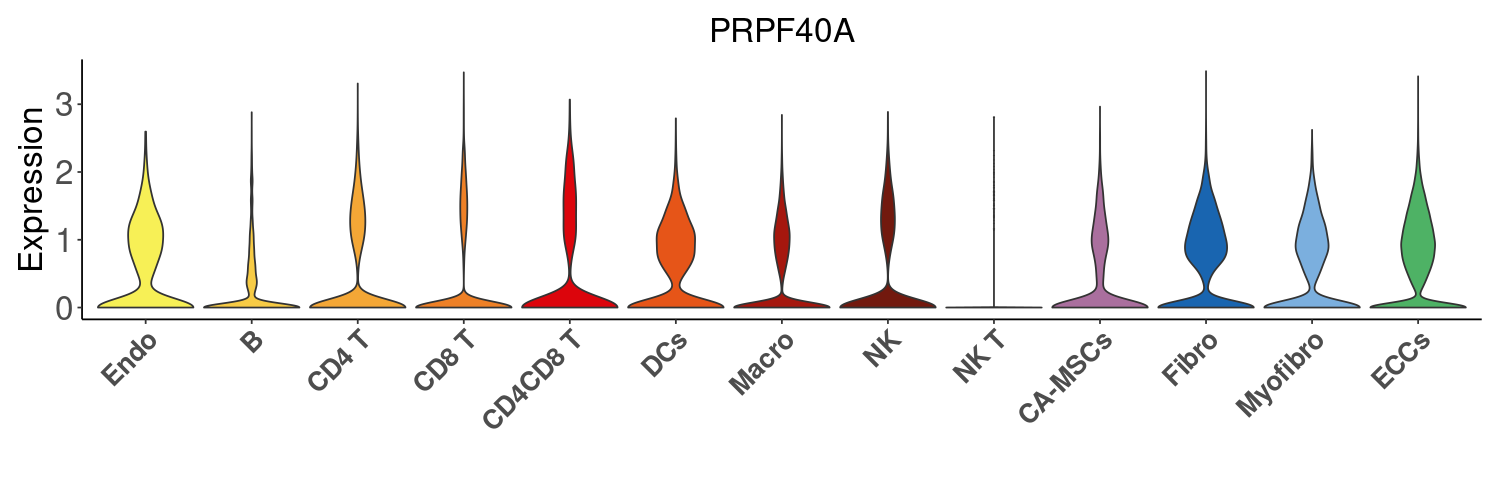 PRPF40A
Expression
3
2
1
0
Endo
B
CD4 T
CD8 T
CD4CD8 T
DCs
Macro
NK
NK T
CA-MSCs
Fibro
Myofibro
ECCs